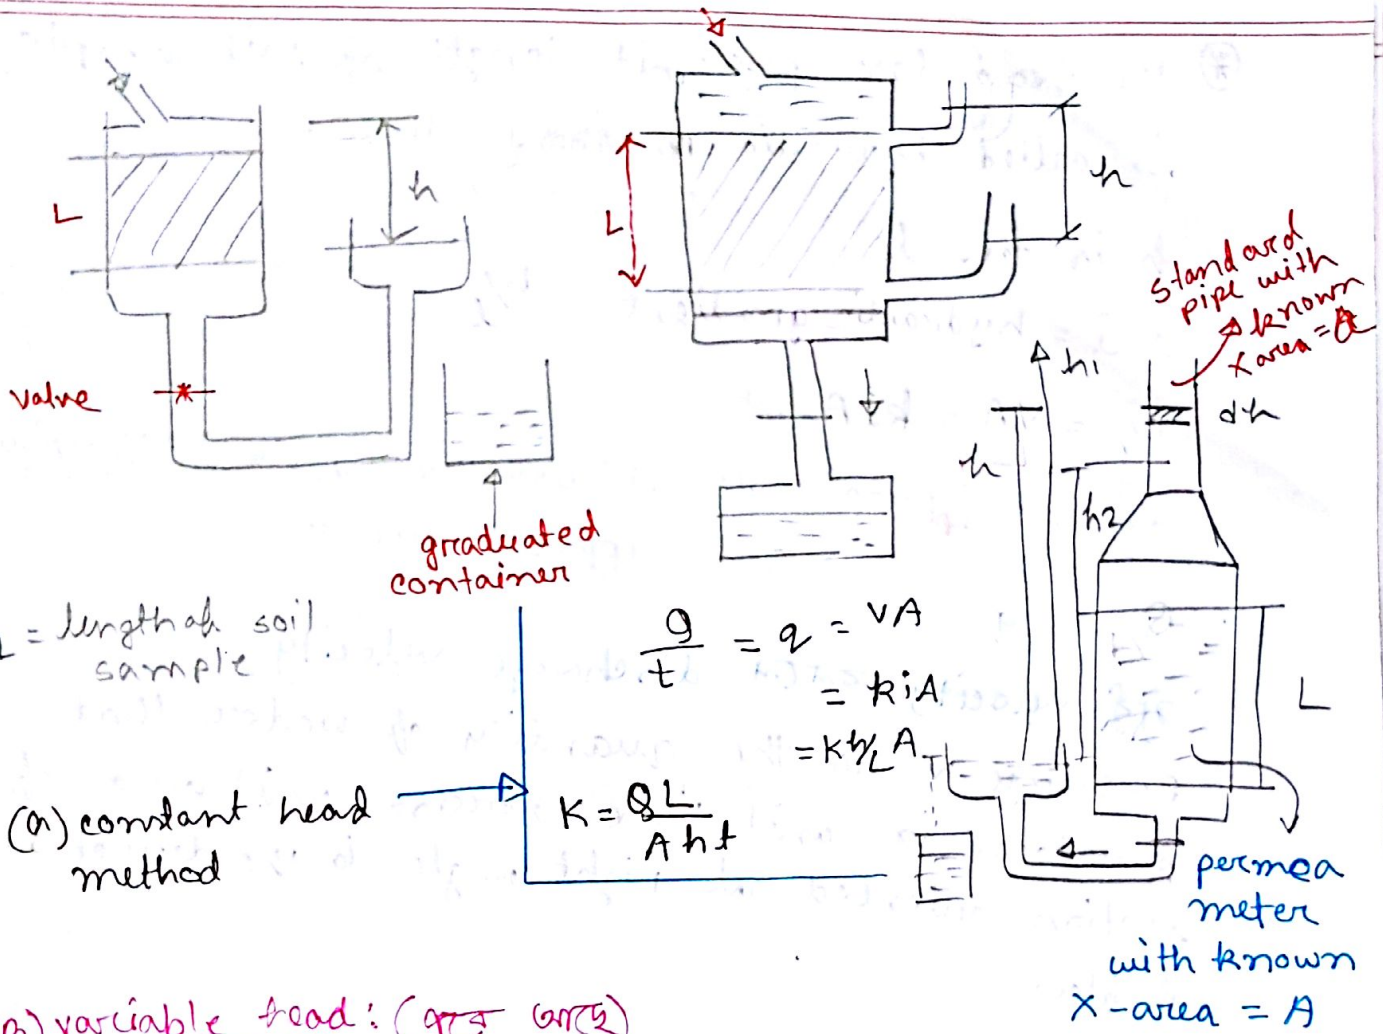 L
h
valve
graduated
container
L
h
standard
pipe with
known
x area = a
h1
dh
h
h2
L
= length of soil
sample
Q/t = q = VA
= kiA
= K h/L A
(a) constant head
method
K = QL/Aht
permea
meter
with known
X-area = A
variable head: (